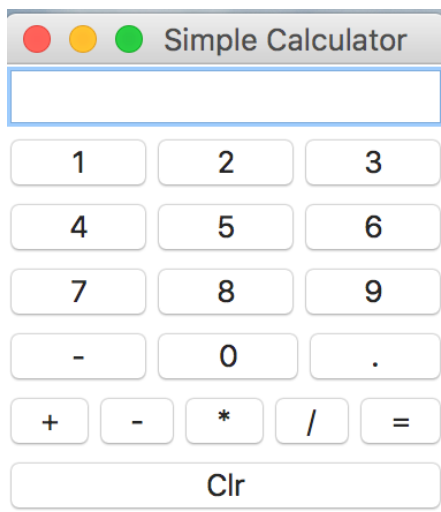 Simple Calculator
1 2 3
4 5 6
7 8 9
- 0 .
+ - * / =
Clr